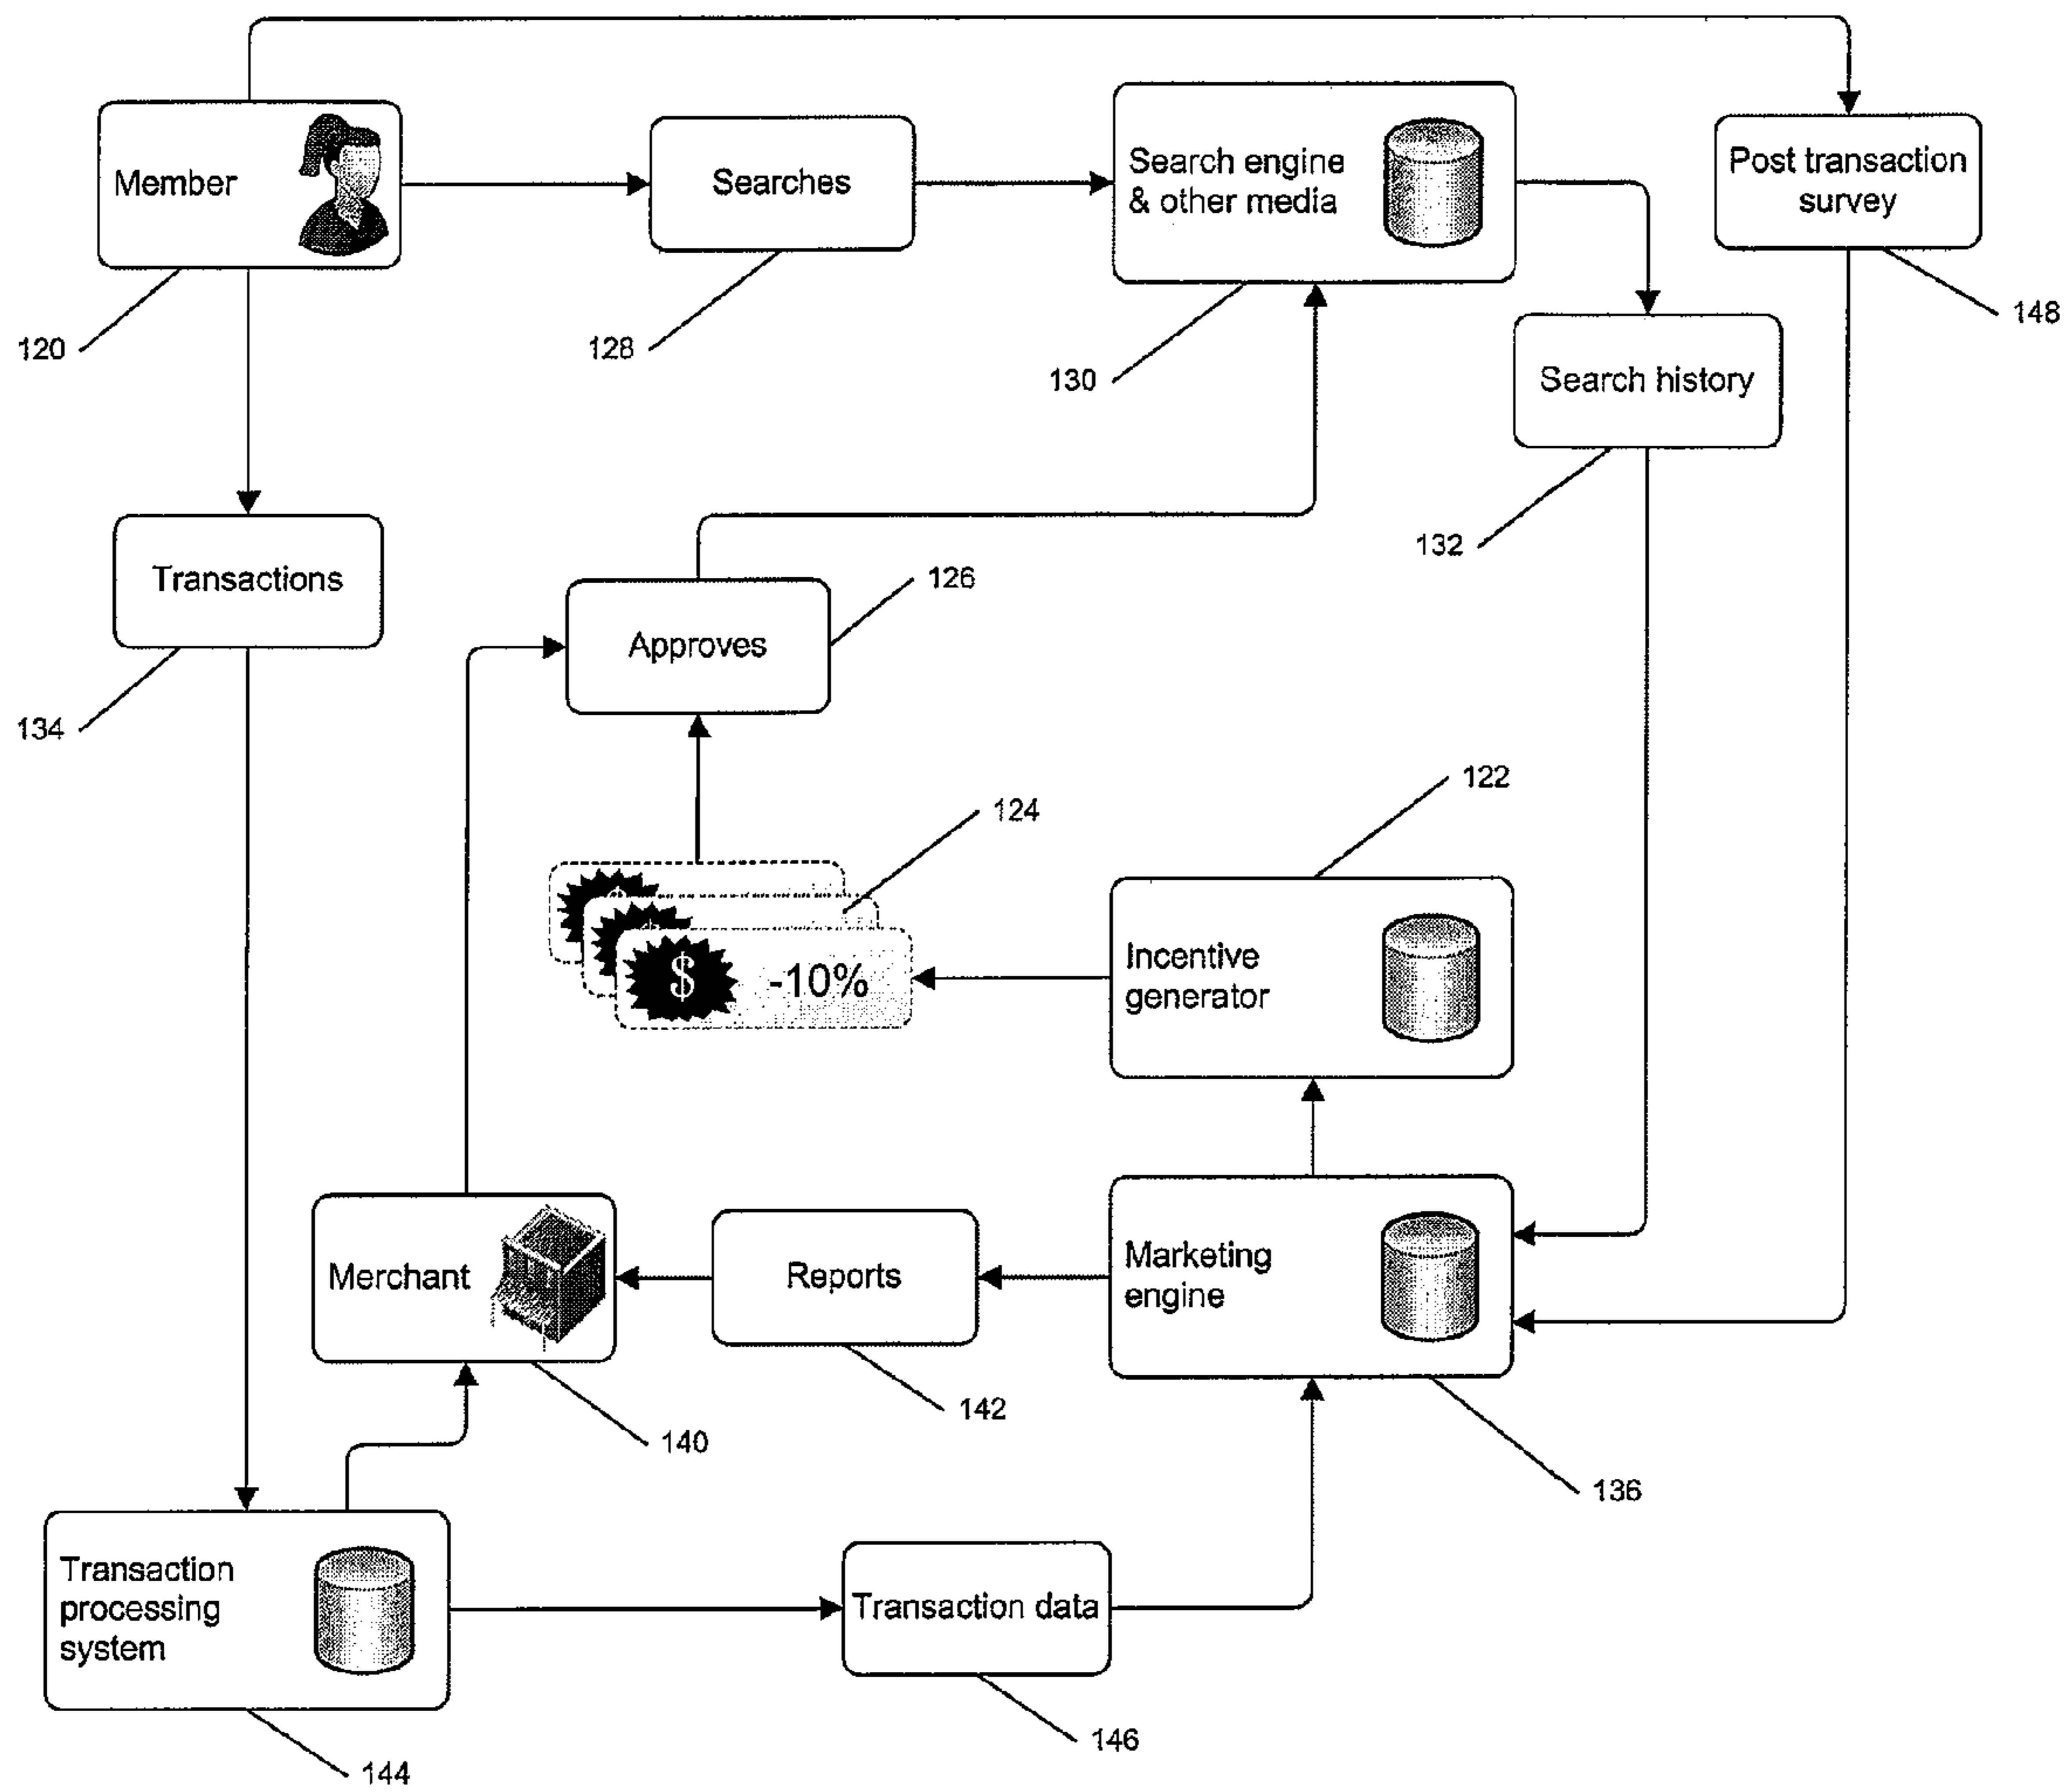 Member
Searches
Search engine
& other media
Post transaction
survey
120
128
130
148
Search history
132
Transactions
134
Approves
126
122
124
$
$
$ -10%
Incentive
generator
Merchant
Reports
Marketing
engine
142
140
136
Transaction
processing
system
Transaction data
146
144